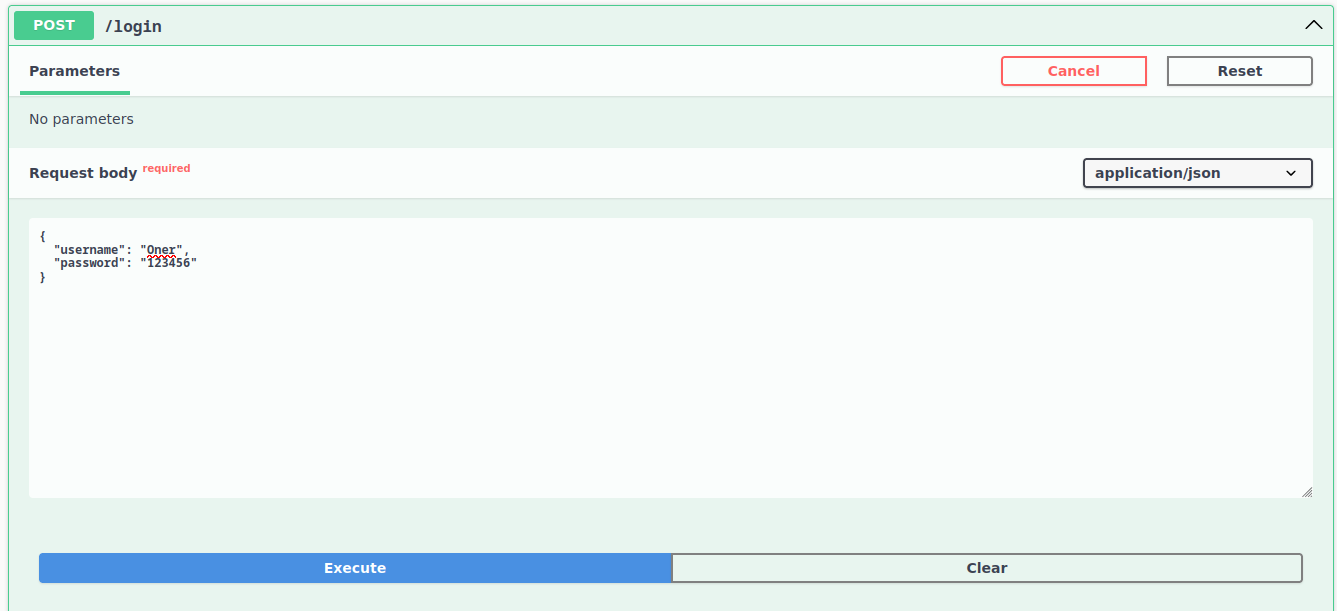 POST /login
Parameters
Cancel
Reset
No parameters
Request body required
application/json
{
  "username": "Oner",
  "password": "123456"
}
Execute
Clear